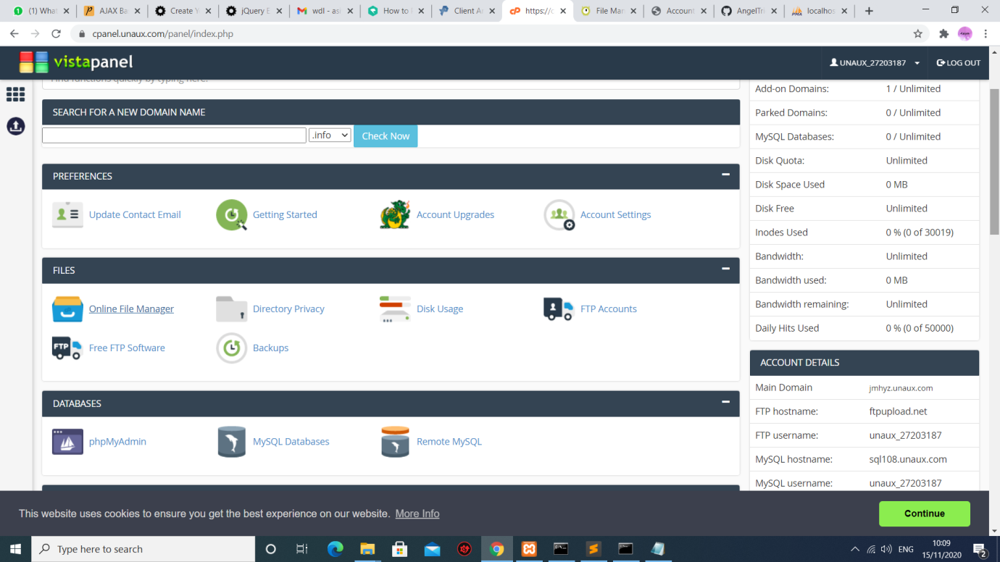 (1) What
AJAX Ba
Create Y
jQuery E
wdl - as
How to
Client Ar
https://c
File Mar
Account
AngelTri
localhos
cpanel.unaux.com/panel/index.php
vistapanel
UNAUX_27203187
LOG OUT
Find functions quickly by typing here.
SEARCH FOR A NEW DOMAIN NAME
.info
Check Now
PREFERENCES
Update Contact Email
Getting Started
Account Upgrades
Account Settings
FILES
Online File Manager
Directory Privacy
Disk Usage
FTP Accounts
FTP
Free FTP Software
Backups
DATABASES
phpMyAdmin
MySQL Databases
Remote MySQL
Add-on Domains: 1 / Unlimited
Parked Domains: 0 / Unlimited
MySQL Databases: 0 / Unlimited
Disk Quota: Unlimited
Disk Space Used 0 MB
Disk Free Unlimited
Inodes Used 0 % (0 of 30019)
Bandwidth: Unlimited
Bandwidth used: 0 MB
Bandwidth remaining: Unlimited
Daily Hits Used 0 % (0 of 50000)
ACCOUNT DETAILS
Main Domain jmhyz.unaux.com
FTP hostname: ftpupload.net
FTP username: unaux_27203187
MySQL hostname: sql108.unaux.com
MySQL username: unaux_27203187
This website uses cookies to ensure you get the best experience on our website. More Info
Continue
Type here to search
ENG
10:09
15/11/2020
2